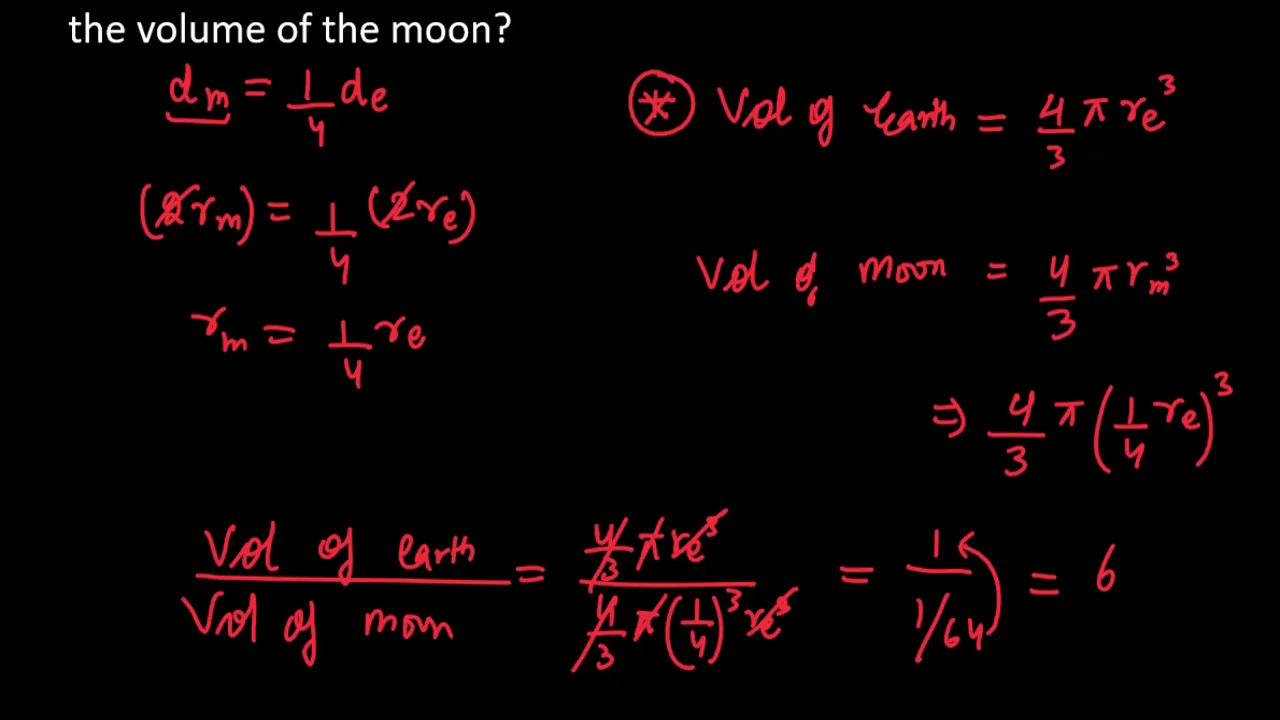 the volume of the moon?
dm = 1/4 de
(2rm) = 1/4 (2re)
rm = 1/4 re
* Vol of Earth = 4/3 π re³
Vol of moon = 4/3 π rm³
⇒ 4/3 π (1/4 re)³
Vol of earth / Vol of moon = 4/3 π re³ / 4/3 π (1/4)³ re³ = 1 / 1/64 = 6